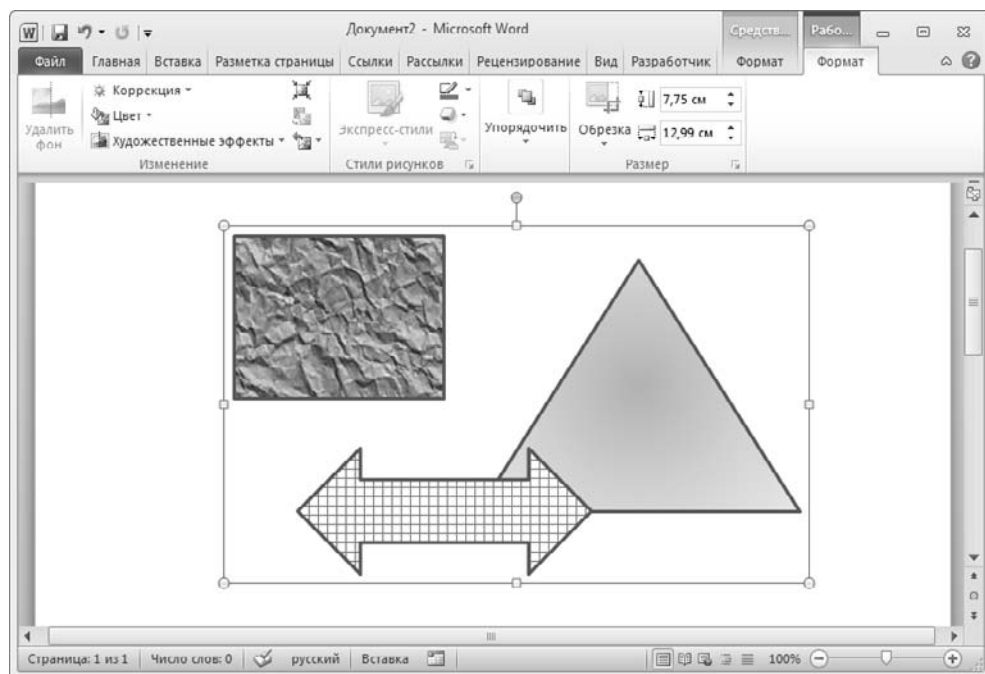 Документ2 - Microsoft Word
Средств... Рабо...
Файл Главная Вставка Разметка страницы Ссылки Рассылки Рецензирование Вид Разработчик Формат Формат
Удалить фон
Коррекция
Цвет
Художественные эффекты
Изменение
Экспресс-стили
Стили рисунков
Упорядочить
Обрезка
7,75 см
12,99 см
Размер
Страница: 1 из 1 Число слов: 0 русский Вставка 100%